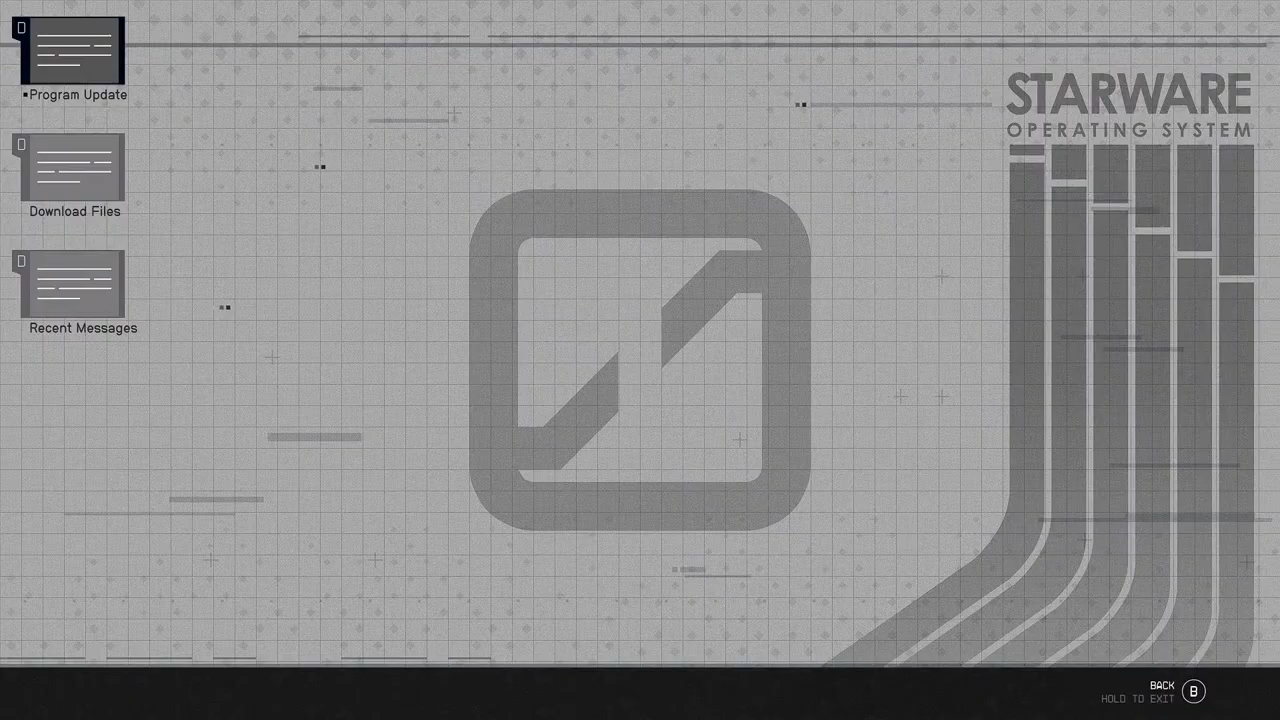 Program Update
Download Files
Recent Messages
STARWARE
OPERATING SYSTEM
BACK
HOLD TO EXIT
B